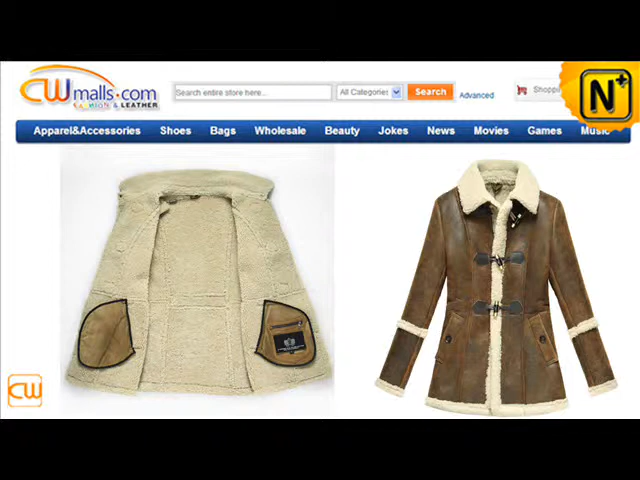 CWmalls.com
FASHION & LEATHER
Search entire store here...
All Categories
Search
Advanced
Shoppi
N+
Apparel&Accessories
Shoes
Bags
Wholesale
Beauty
Jokes
News
Movies
Games
Music
CW